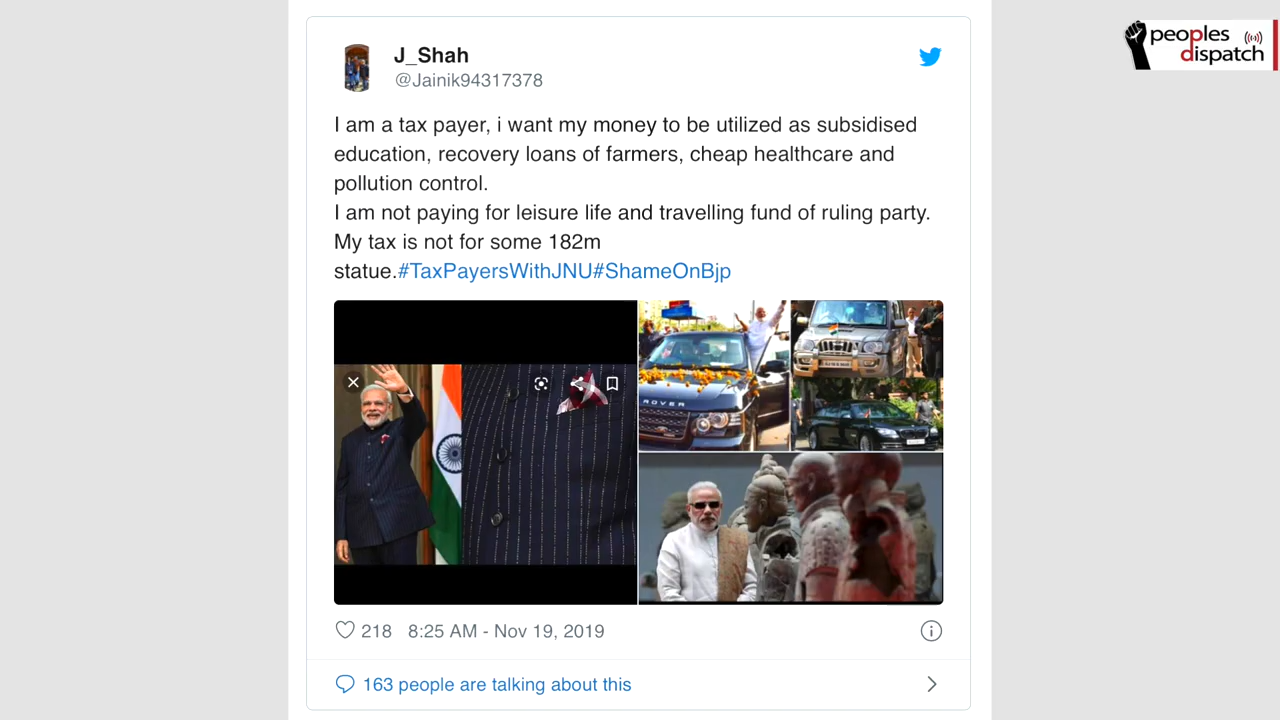 peoples
dispatch
J_Shah
@Jainik94317378
I am a tax payer, i want my money to be utilized as subsidised
education, recovery loans of farmers, cheap healthcare and
pollution control.
I am not paying for leisure life and travelling fund of ruling party.
My tax is not for some 182m
statue.#TaxPayersWithJNU#ShameOnBjp
ROVER
218 8:25 AM - Nov 19, 2019
163 people are talking about this